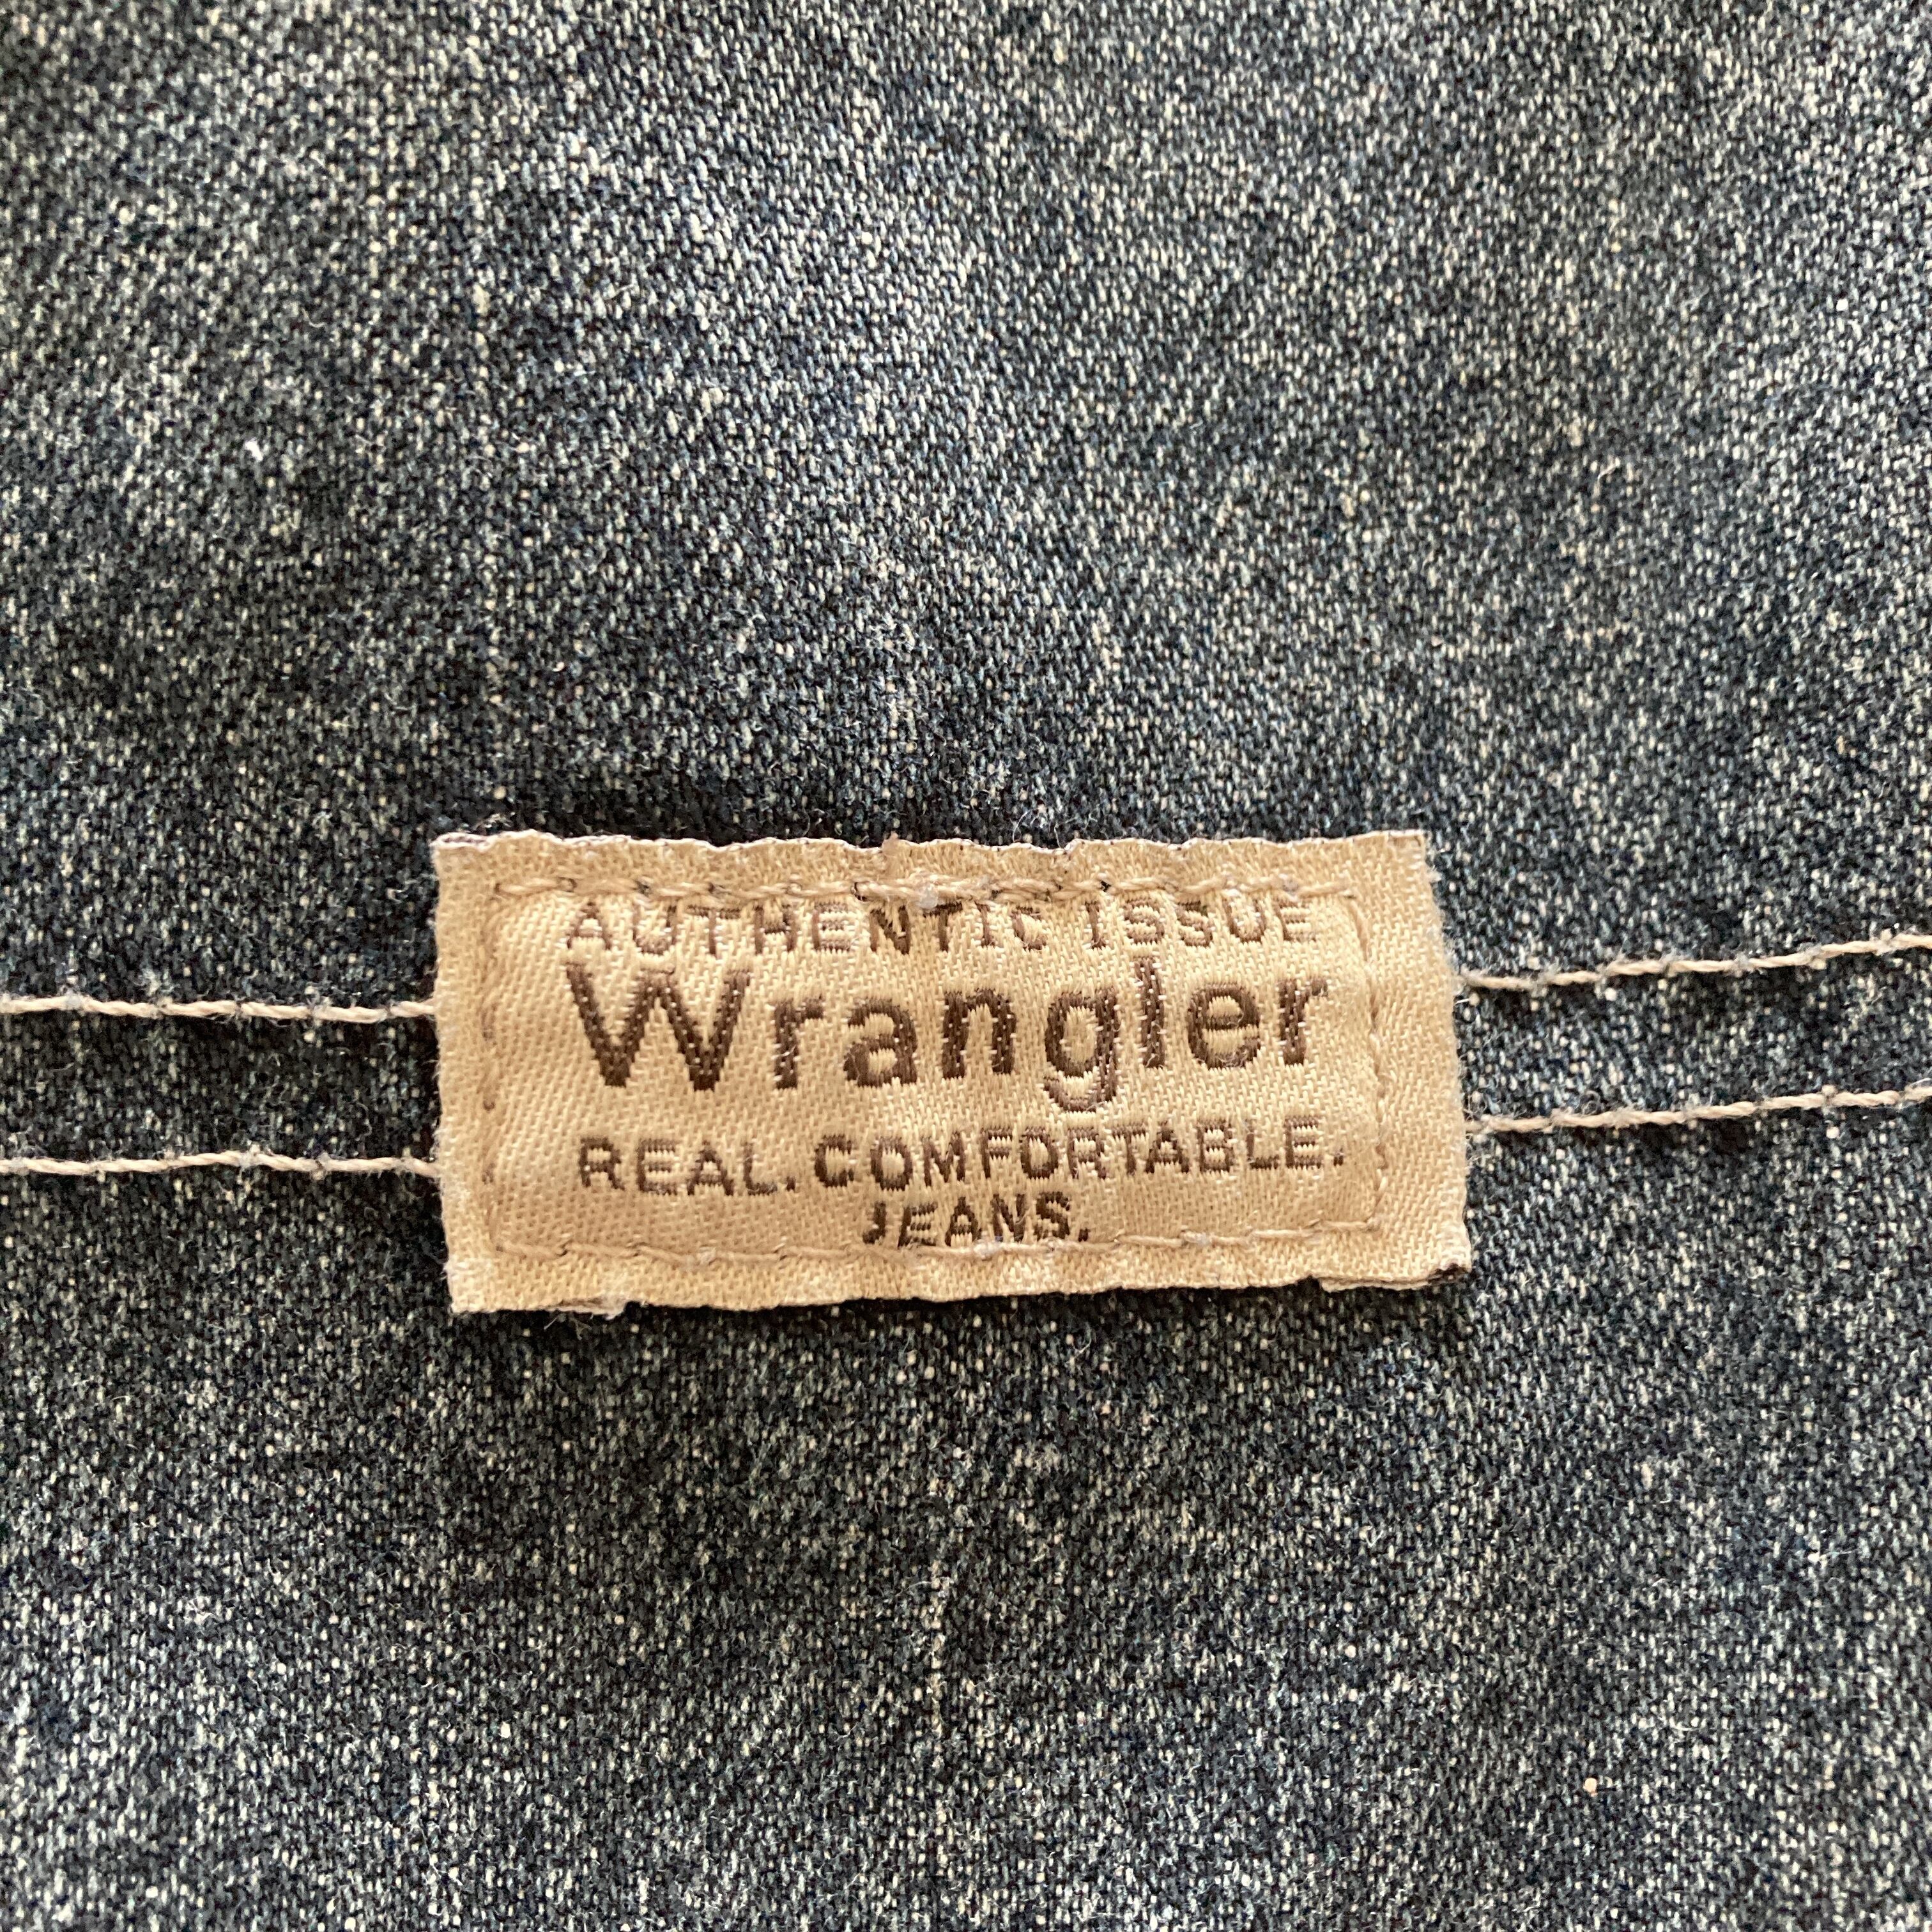 AUTHENTIC ISSUE
Wrangler
REAL. COMFORTABLE.
JEANS.